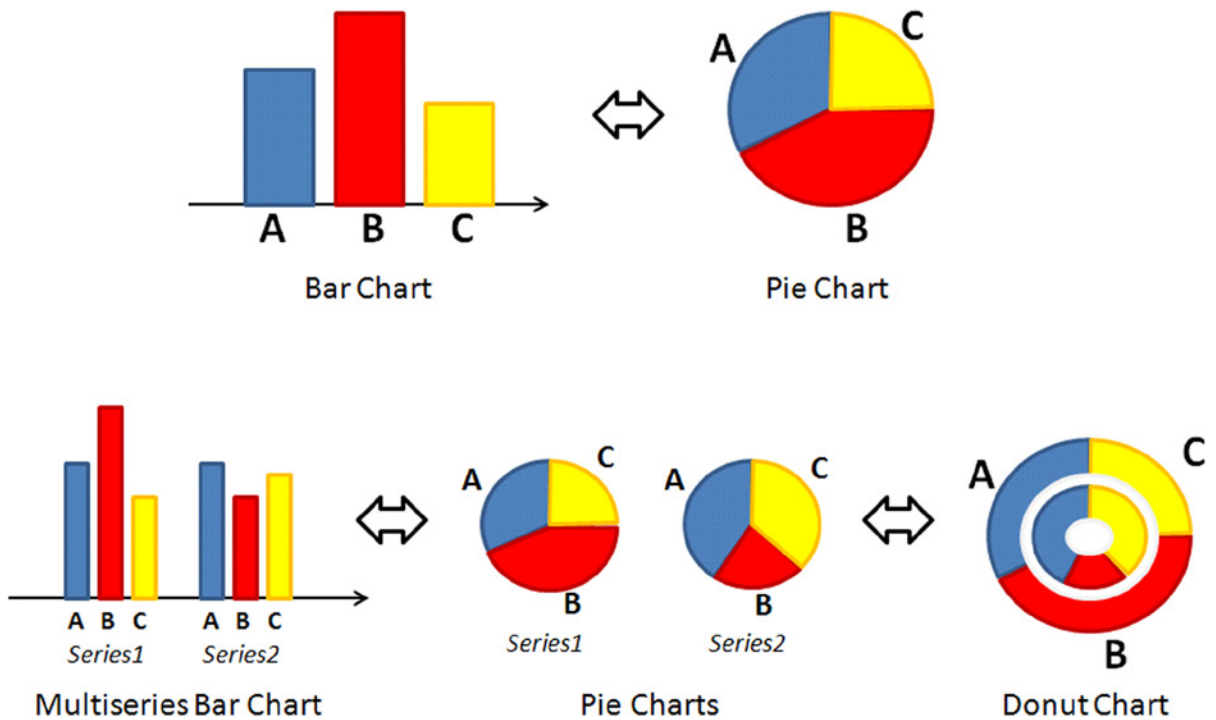 A B C
Bar Chart
A C
B
Pie Chart
A B C A B C
Series1 Series2
Multiseries Bar Chart
A C A C
B B
Series1 Series2
Pie Charts
A C
B
Donut Chart